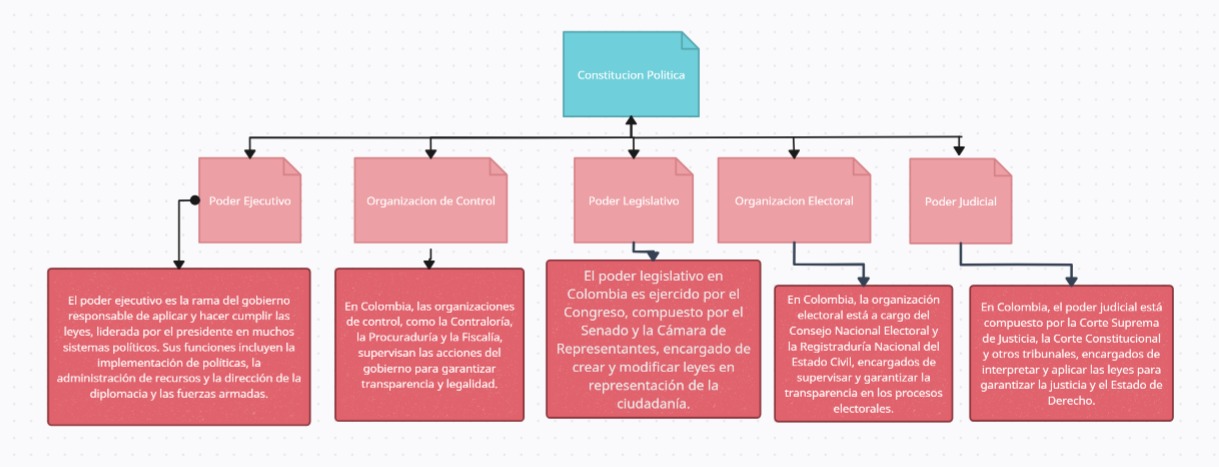 Constitucion Politica
Poder Ejecutivo
Organizacion de Control
Poder Legislativo
Organizacion Electoral
Poder Judicial
El poder ejecutivo es la rama del gobierno
responsable de aplicar y hacer cumplir las
leyes, liderada por el presidente en muchos
sistemas políticos. Sus funciones incluyen la
implementación de políticas, la
administración de recursos y la dirección de la
diplomacia y las fuerzas armadas.
En Colombia, las organizaciones
de control, como la Contraloría,
la Procuraduría y la Fiscalía,
supervisan las acciones del
gobierno para garantizar
transparencia y legalidad.
El poder legislativo en
Colombia es ejercido por el
Congreso, compuesto por el
Senado y la Cámara de
Representantes, encargado de
crear y modificar leyes en
representación de la
ciudadanía.
En Colombia, la organización
electoral está a cargo del
Consejo Nacional Electoral y
la Registraduría Nacional del
Estado Civil, encargados de
supervisar y garantizar la
transparencia en los procesos
electorales.
En Colombia, el poder judicial está
compuesto por la Corte Suprema
de Justicia, la Corte Constitucional
y otros tribunales, encargados de
interpretar y aplicar las leyes para
garantizar la justicia y el Estado de
Derecho.